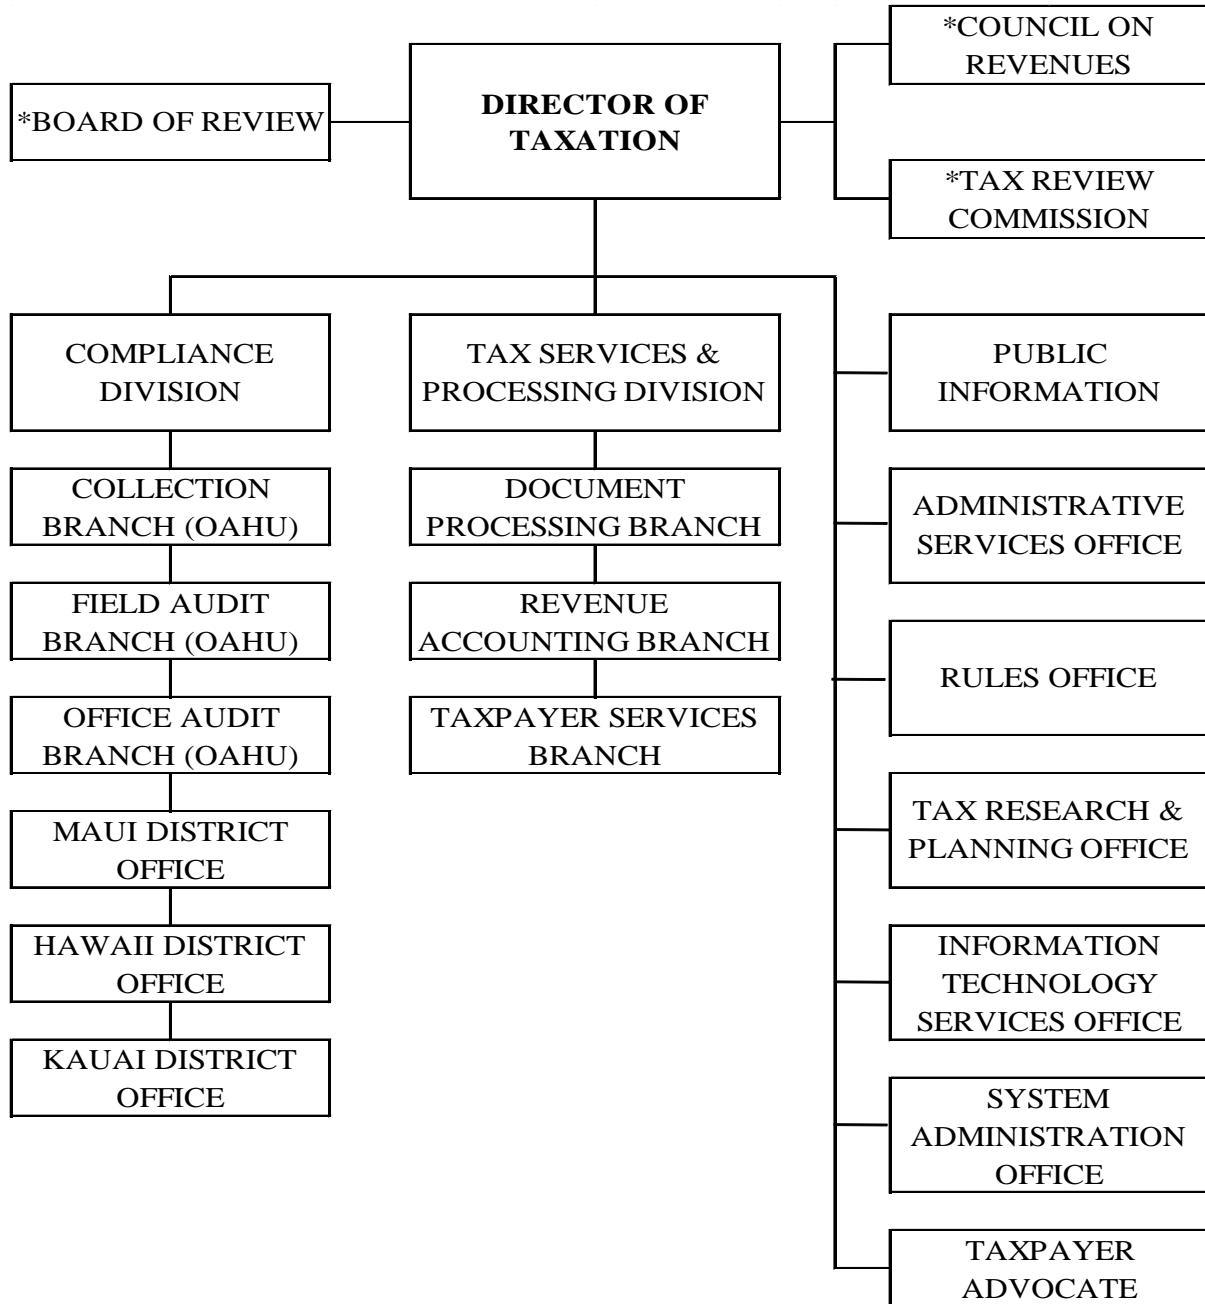 *COUNCIL ON
REVENUES
*BOARD OF REVIEW
DIRECTOR OF
TAXATION
*TAX REVIEW
COMMISSION
COMPLIANCE
DIVISION
COLLECTION
BRANCH (OAHU)
FIELD AUDIT
BRANCH (OAHU)
OFFICE AUDIT
BRANCH (OAHU)
MAUI DISTRICT
OFFICE
HAWAII DISTRICT
OFFICE
KAUAI DISTRICT
OFFICE
TAX SERVICES &
PROCESSING DIVISION
DOCUMENT
PROCESSING BRANCH
REVENUE
ACCOUNTING BRANCH
TAXPAYER SERVICES
BRANCH
PUBLIC
INFORMATION
ADMINISTRATIVE
SERVICES OFFICE
RULES OFFICE
TAX RESEARCH &
PLANNING OFFICE
INFORMATION
TECHNOLOGY
SERVICES OFFICE
SYSTEM
ADMINISTRATION
OFFICE
TAXPAYER
ADVOCATE